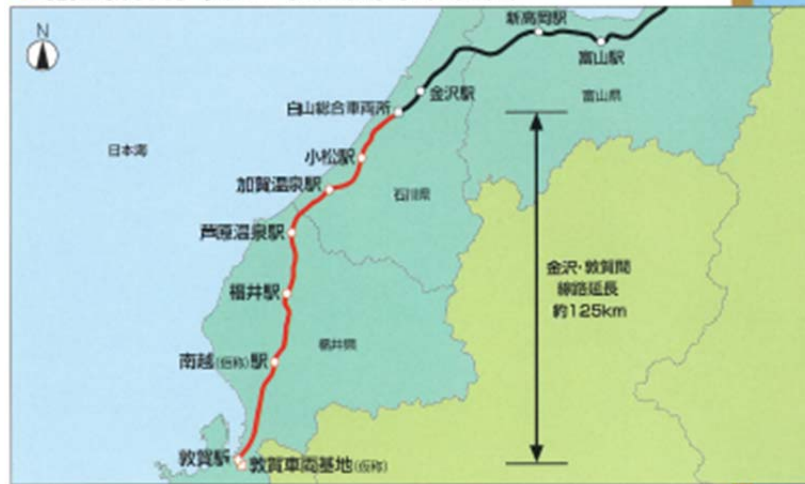 N
新高岡駅
富山駅
金沢駅
富山県
白山総合車両所
日本海
小松駅
加賀温泉駅
石川県
芦原温泉駅
金沢・敦賀間
線路延長
約125km
福井駅
福井県
南越(仮称)駅
敦賀駅
敦賀車両基地(仮称)